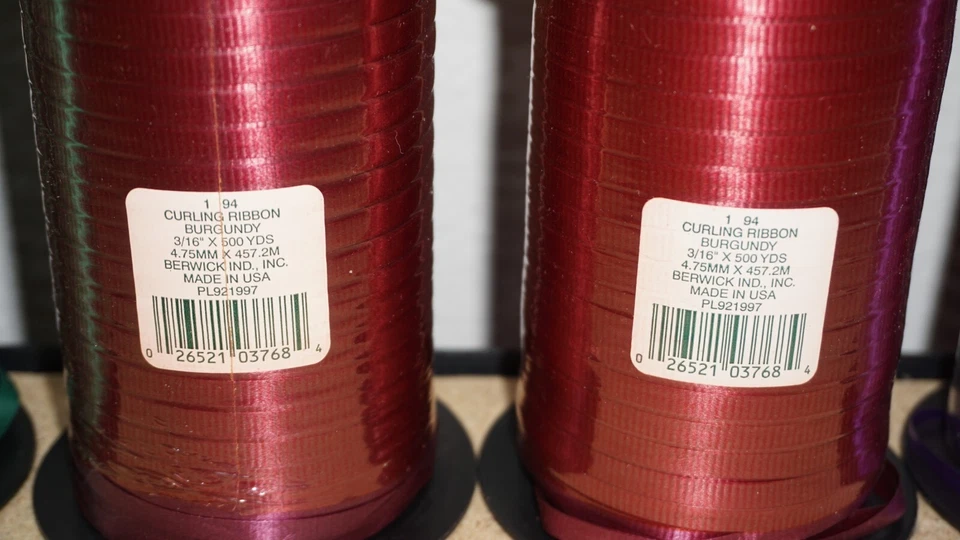 1 94
CURLING RIBBON
BURGUNDY
3/16" X 500 YDS
4.75MM X 457.2M
BERWICK IND., INC.
MADE IN USA
PL921997
0 26521 03768 4
1 94
CURLING RIBBON
BURGUNDY
3/16" X 500 YDS
4.75MM X 457.2M
BERWICK IND., INC.
MADE IN USA
PL921997
0 26521 03768 4